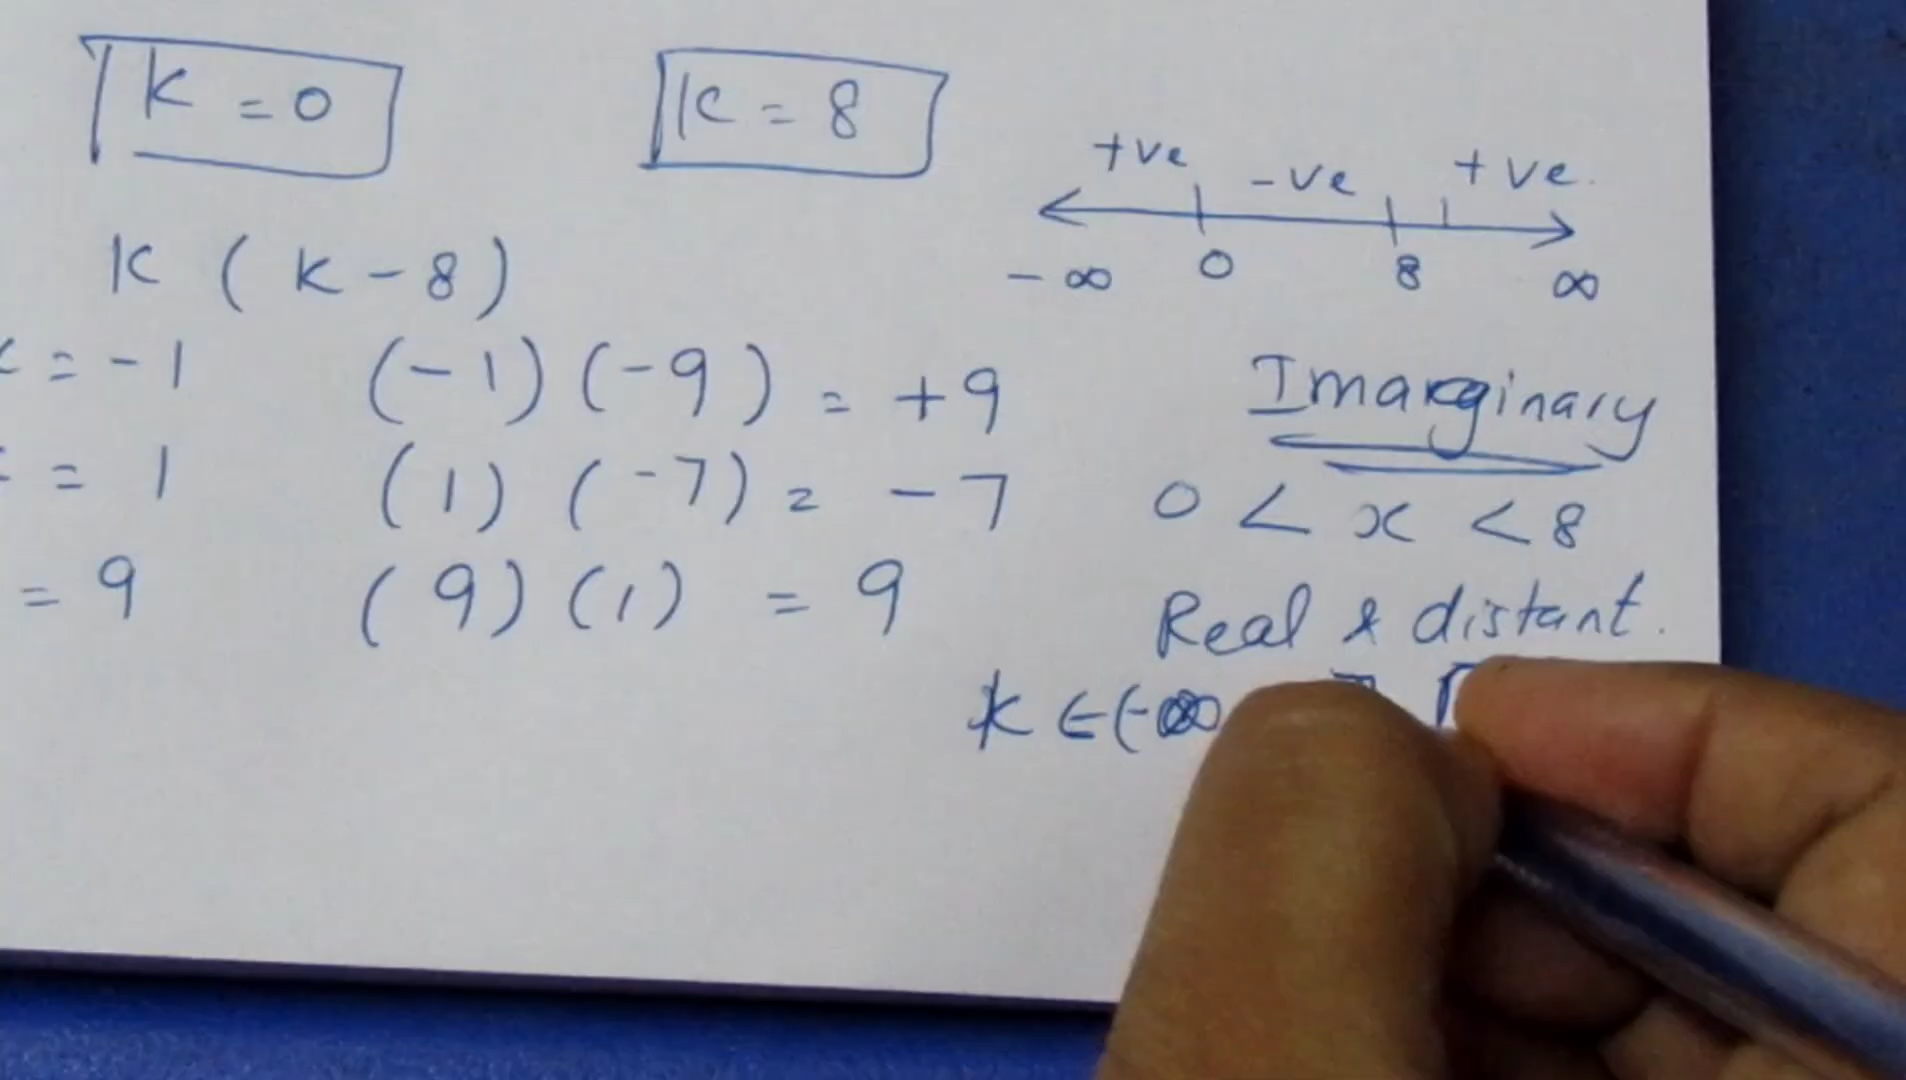 K = 0
K = 8
+ve -ve +ve.
- ∞ 0 8 ∞
K ( K - 8 )
= -1 (-1) (-9) = +9
= 1 (1) (-7) = -7
= 9 (9) (1) = 9
Imarginary
0 < x < 8
Real & distant.
K ∈ (-∞